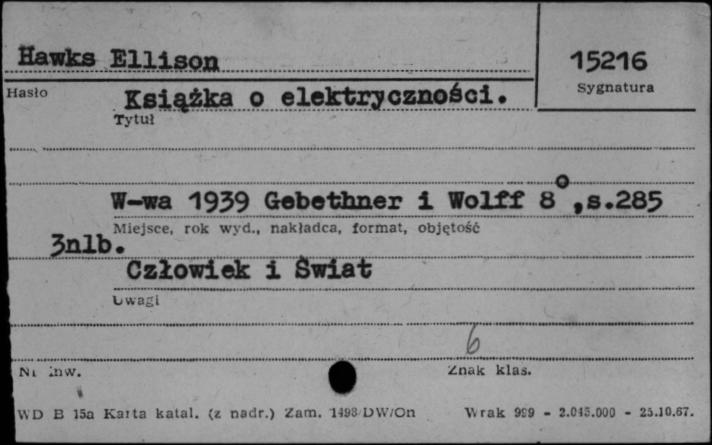 Hawks Ellison
15216
Hasło
Sygnatura
Książka o elektryczności.
Tytuł
W-wa 1939 Gebethner i Wolff 8°,s.285
Miejsce, rok wyd., nakładca, format, objętość
3nlb.
Człowiek i Świat
Uwagi
6
Nr inw.
Znak klas.
WD B 15a Karta katal. (z nadr.) Zam. 1498/DW/On
Wrak 999 - 2.045.000 - 25.10.67.